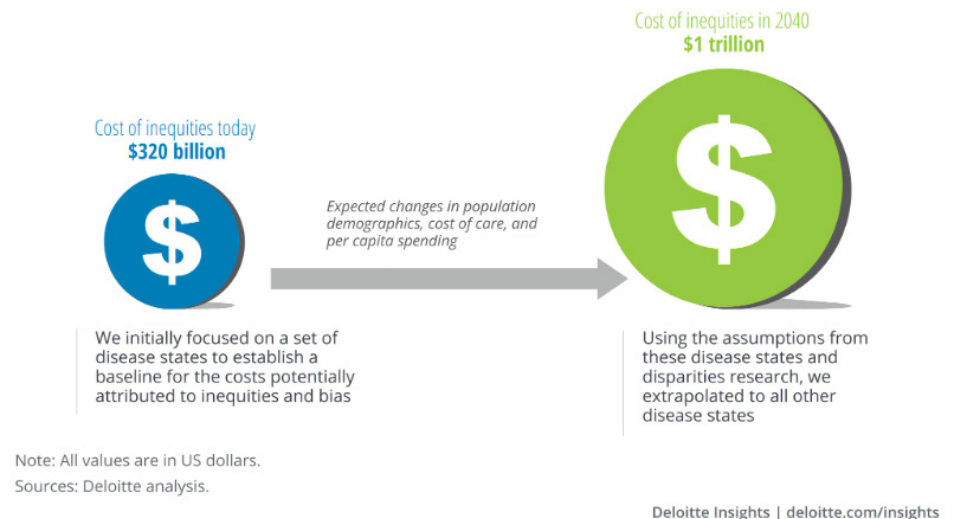 Cost of inequities in 2040
$1 trillion
Cost of inequities today
$320 billion
$
$
Expected changes in population
demographics, cost of care, and
per capita spending
We initially focused on a set of
disease states to establish a
baseline for the costs potentially
attributed to inequities and bias
Using the assumptions from
these disease states and
disparities research, we
extrapolated to all other
disease states
Note: All values are in US dollars.
Sources: Deloitte analysis.
Deloitte Insights | deloitte.com/insights